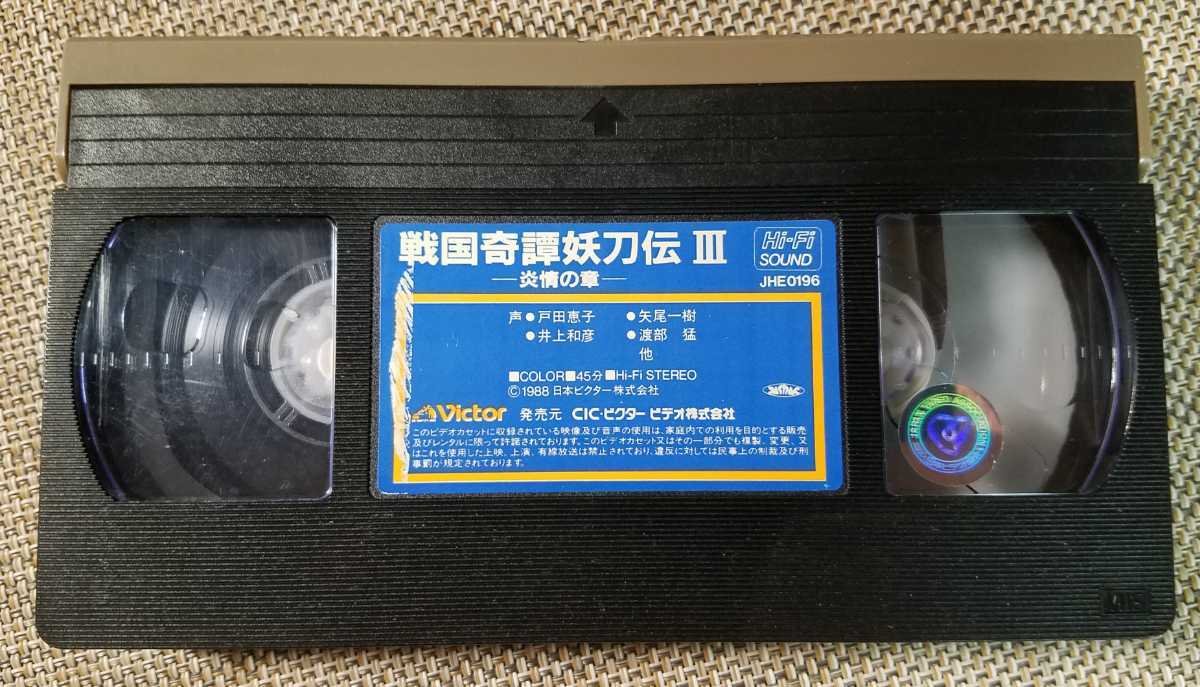 戦国奇譚妖刀伝 III
—炎情の章—
Hi-Fi
SOUND
JHE0196
声●戸田恵子 ●矢尾一樹
●井上和彦 ●渡部 猛
他
■COLOR■45分■Hi-Fi STEREO
©1988 日本ビクター株式会社
Victor 発売元 CIC・ビクター ビデオ株式会社
このビデオカセットに収録されている映像及び音声の使用は、家庭内での利用を目的とする販売
及びレンタルに限って許諾されております。このビデオカセット又はその一部分でも複製、変更、又
はこれを使用した上映、上演、有線放送は禁止されており、違反に対しては民事上の制裁及び刑
事罰が規定されております。